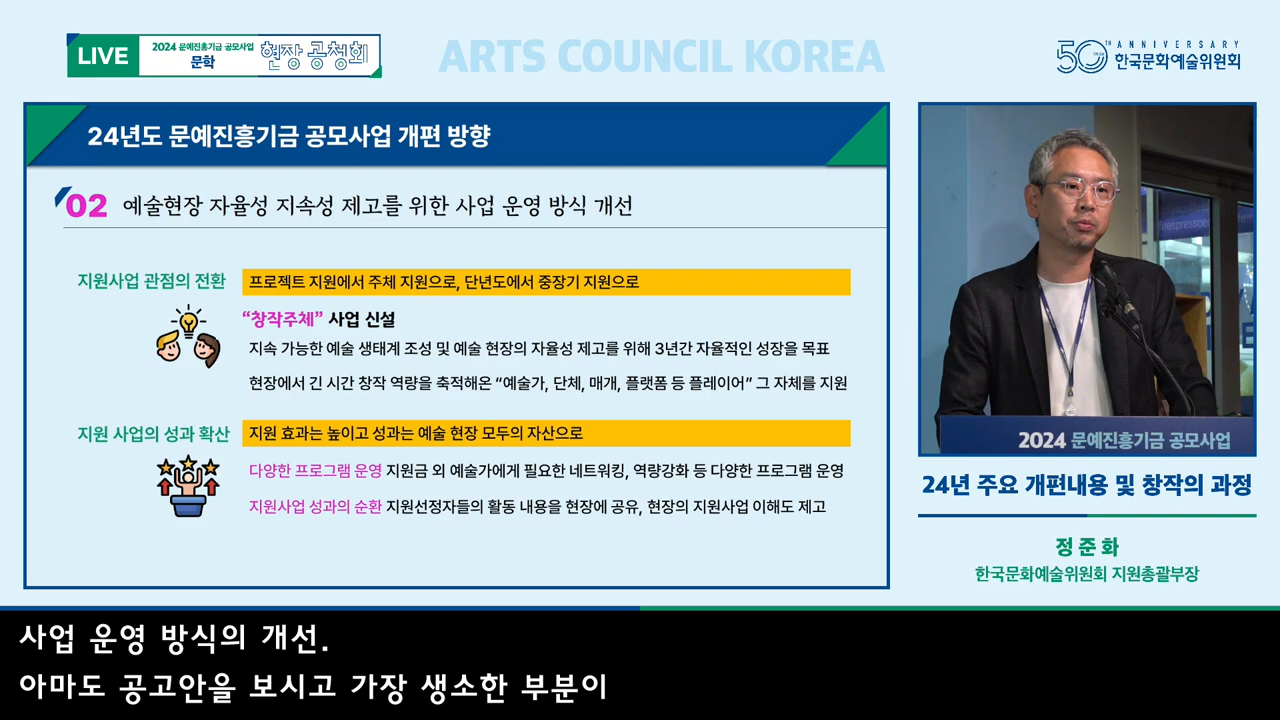 LIVE
2024 문예진흥기금 공모사업
문학
현장 공청회
ARTS COUNCIL KOREA
50TH ANNIVERSARY
한국문화예술위원회
24년도 문예진흥기금 공모사업 개편 방향
02 예술현장 자율성 지속성 제고를 위한 사업 운영 방식 개선
지원사업 관점의 전환
프로젝트 지원에서 주체 지원으로, 단년도에서 중장기 지원으로
“창작주체” 사업 신설
지속 가능한 예술 생태계 조성 및 예술 현장의 자율성 제고를 위해 3년간 자율적인 성장을 목표
현장에서 긴 시간 창작 역량을 축적해온 “예술가, 단체, 매개, 플랫폼 등 플레이어” 그 자체를 지원
지원 사업의 성과 확산
지원 효과는 높이고 성과는 예술 현장 모두의 자산으로
다양한 프로그램 운영 지원금 외 예술가에게 필요한 네트워킹, 역량강화 등 다양한 프로그램 운영
지원사업 성과의 순환 지원선정자들의 활동 내용을 현장에 공유, 현장의 지원사업 이해도 제고
2024 문예진흥기금 공모사업
24년 주요 개편내용 및 창작의 과정
정준화
한국문화예술위원회 지원총괄부장
사업 운영 방식의 개선.
아마도 공고안을 보시고 가장 생소한 부분이